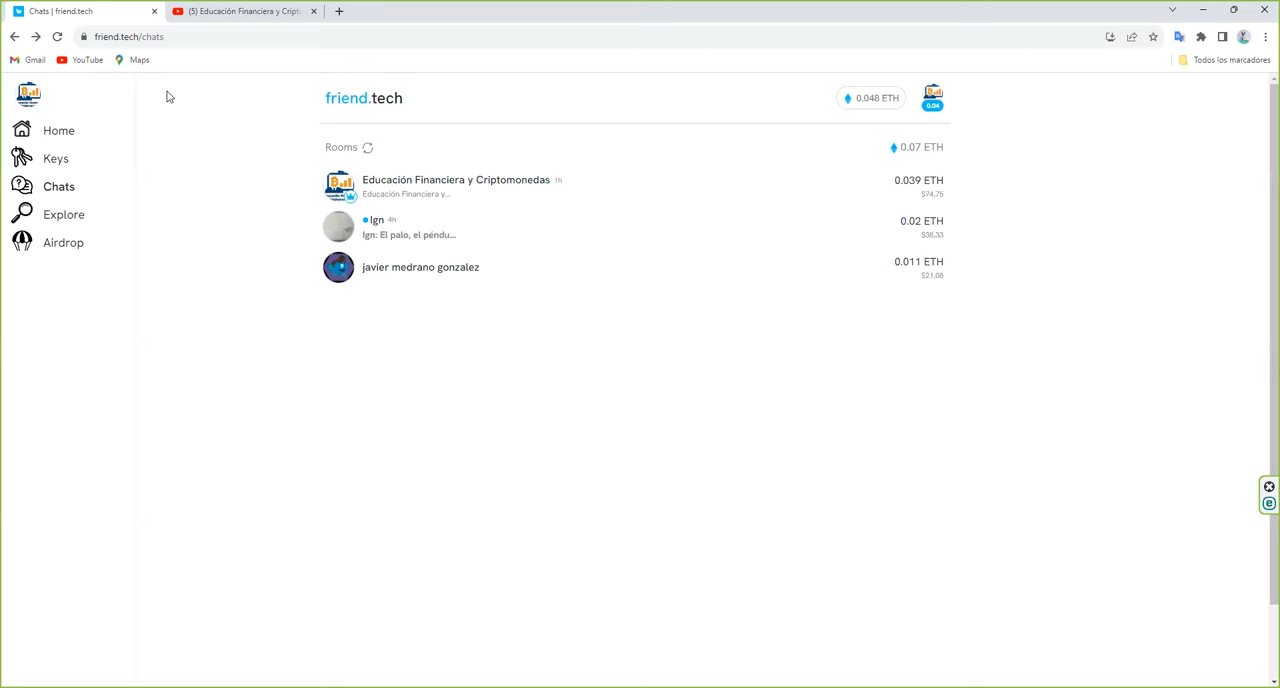 Chats | friend.tech
(5) Educación Financiera y Cripto
friend.tech/chats
Gmail
YouTube
Maps
Todos los marcadores
Home
Keys
Chats
Explore
Airdrop
friend.tech
0.048 ETH
0.04
Rooms
0.07 ETH
Educación Financiera y Criptomonedas 1h
Educación Financiera y...
0.039 ETH
$74,75
Ign 4h
Ign: El palo, el péndu...
0.02 ETH
$38,33
javier medrano gonzalez
0.011 ETH
$21,08